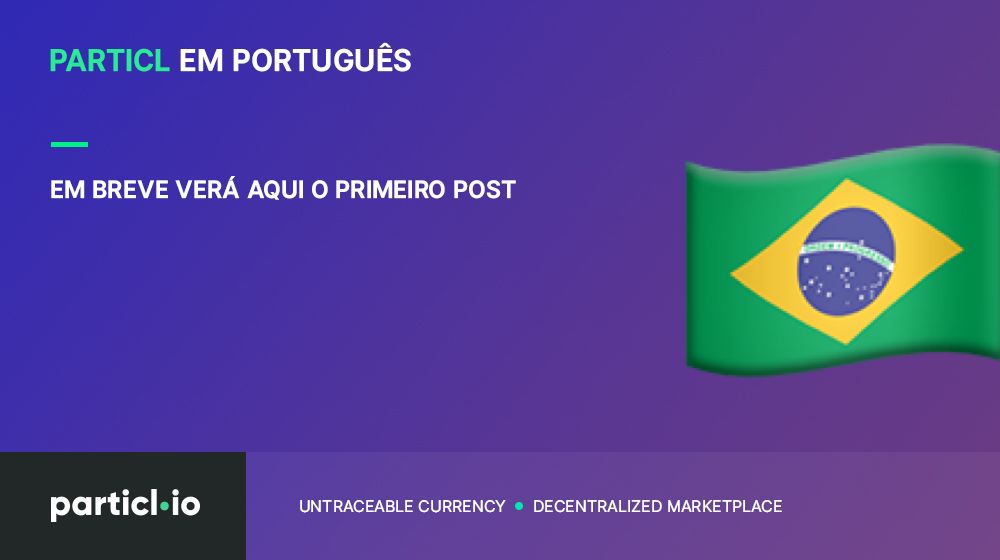 PARTICL EM PORTUGUÊS
EM BREVE VERÁ AQUI O PRIMEIRO POST
particl.io
UNTRACEABLE CURRENCY • DECENTRALIZED MARKETPLACE